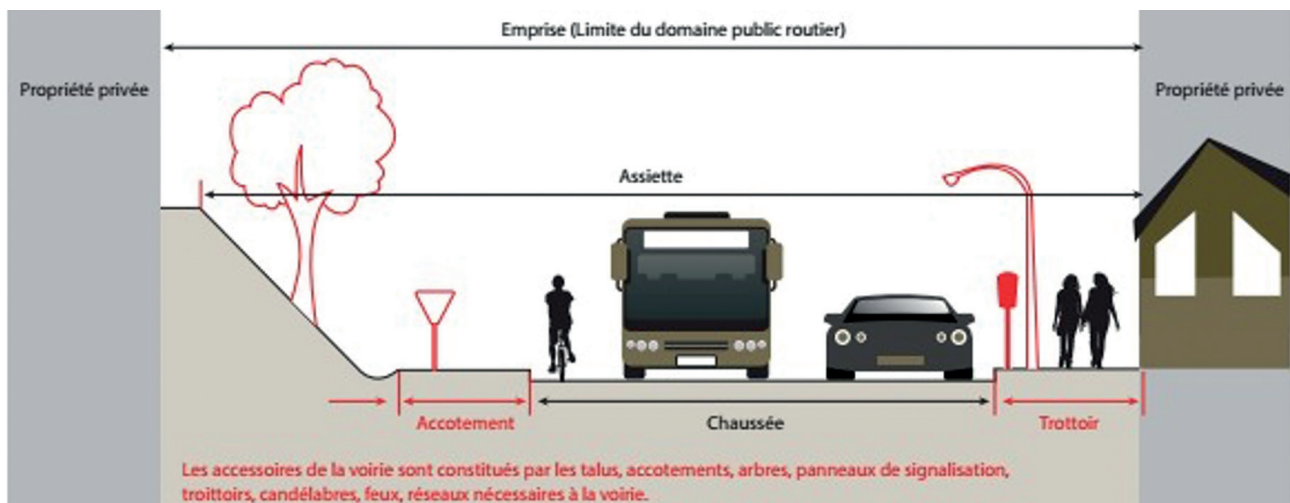 Emprise (Limite du domaine public routier)
Propriété privée
Propriété privée
Assiette
Accotement
Chaussée
Trottoir
Les accessoires de la voirie sont constitués par les talus, accotements, arbres, panneaux de signalisation,
troittoirs, candélabres, feux, réseaux nécessaires à la voirie.